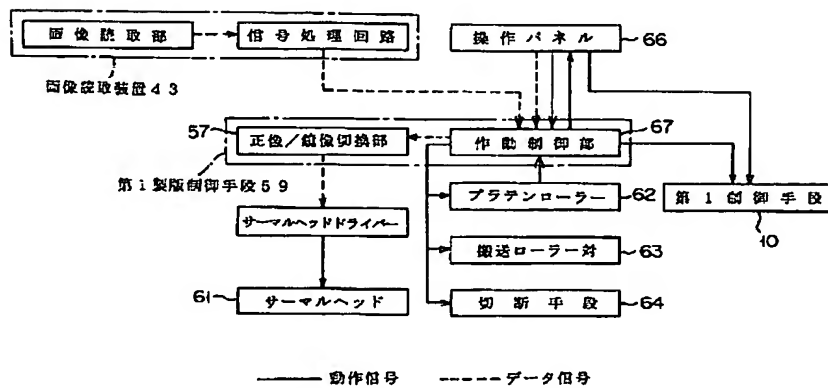 画像読取部
信号処理回路
操作パネル
66
画像読取装置43
57
正像/鏡像切換部
作動制御部
67
第1製版制御手段59
プラテンローラー
62
第1制御手段
10
サーマルヘッドドライバー
搬送ローラー対
63
61
サーマルヘッド
切断手段
64
動作信号
データ信号